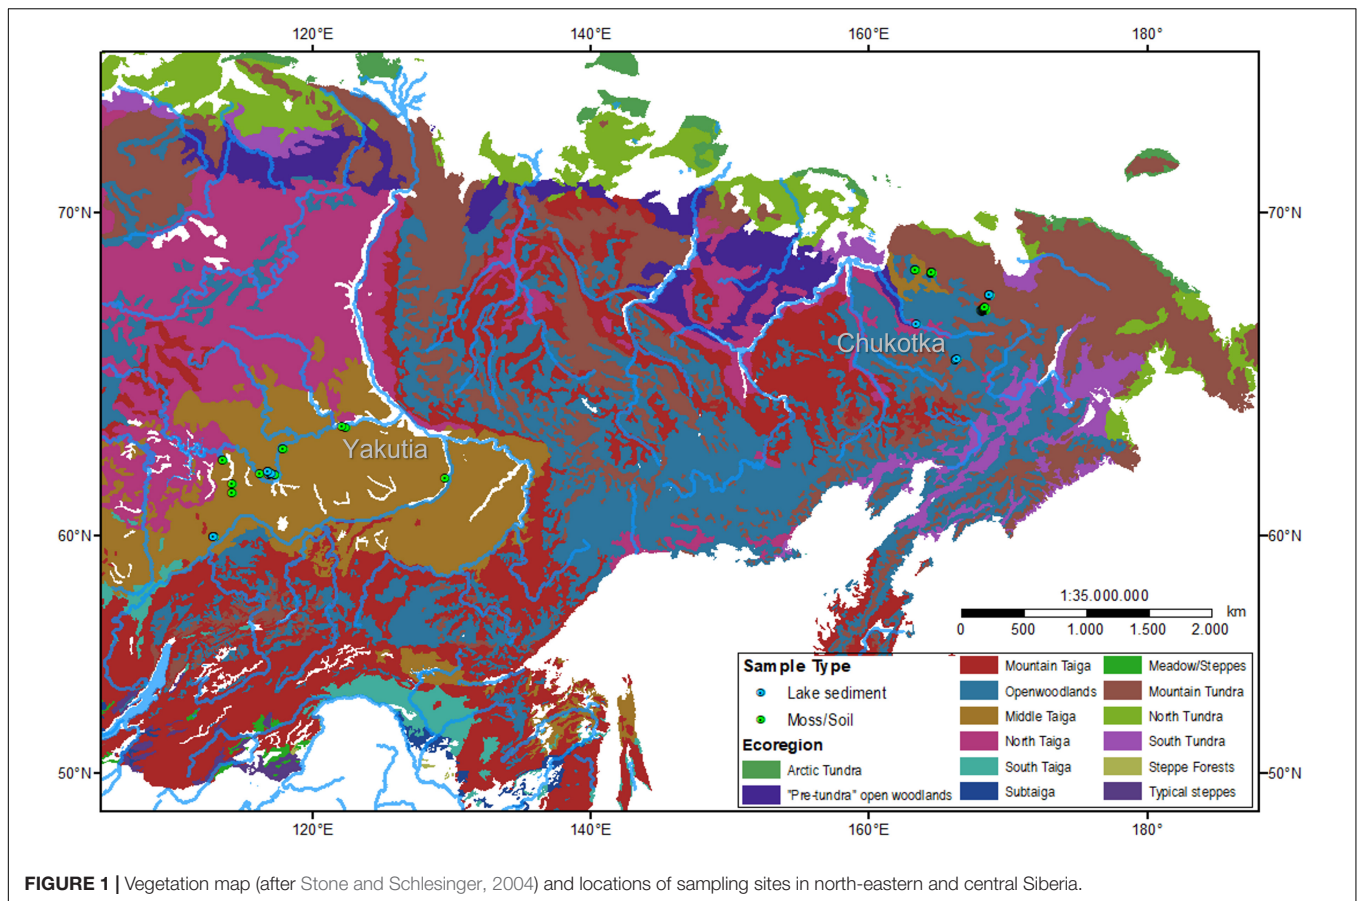 120°E 140°E 160°E 180°
70°N 70°N
Chukotka
Yakutia
60°N 60°N
1:35.000.000
km
0 500 1.000 1.500 2.000
Sample Type
Lake sediment
Moss/Soil
Ecoregion
Arctic Tundra
"Pre-tundra" open woodlands
Mountain Taiga
Openwoodlands
Middle Taiga
North Taiga
South Taiga
Subtaiga
Meadow/Steppes
Mountain Tundra
North Tundra
South Tundra
Steppe Forests
Typical steppes
50°N 50°N
120°E 140°E 160°E 180°
FIGURE 1 | Vegetation map (after Stone and Schlesinger, 2004) and locations of sampling sites in north-eastern and central Siberia.